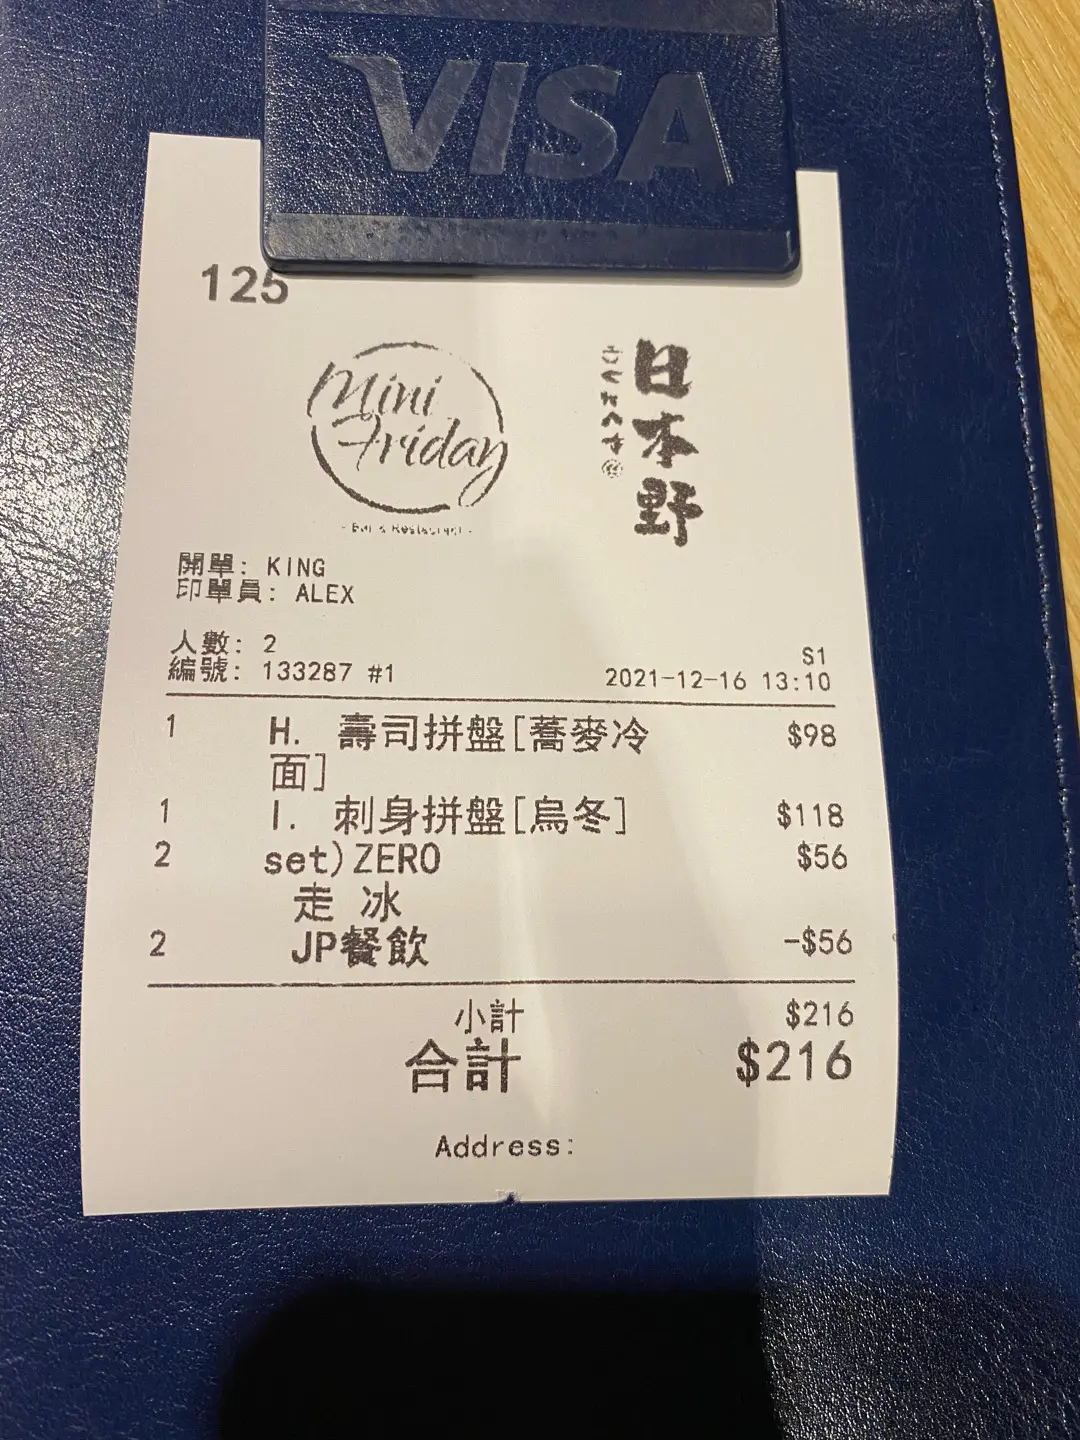 VISA
125
Mini
Friday
日本野
開單: KING
印單員: ALEX
人數: 2
S1
編號: 133287 #1
2021-12-16 13:10
1 H. 壽司拼盤[蕎麥冷 $98
面]
1 I. 刺身拼盤[烏冬] $118
2 set)ZERO $56
走 冰
2 JP餐飲 -$56
小計 $216
合計 $216
Address: